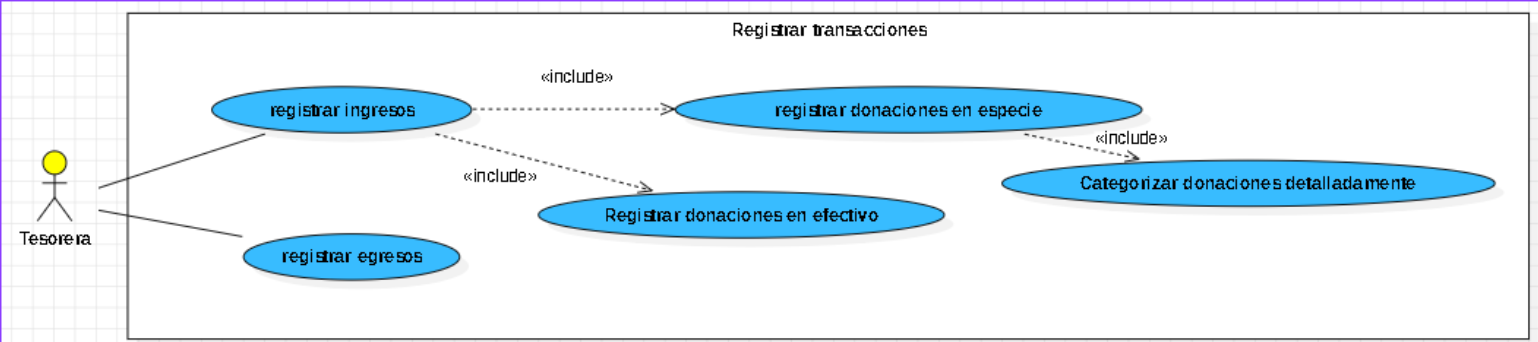 Registrar transacciones
«include»
registrar ingresos
registrar donaciones en especie
«include»
«include»
Categorizar donaciones detalladamente
Registrar donaciones en efectivo
Tesorera
registrar egresos